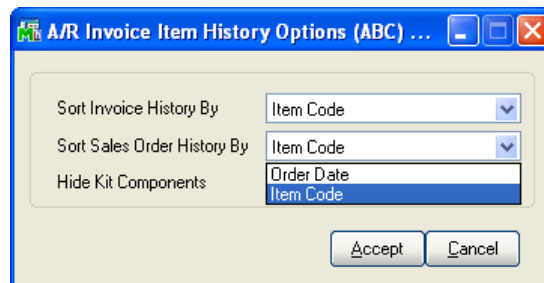 A/R Invoice Item History Options (ABC) ...
Sort Invoice History By Item Code
Sort Sales Order History By Item Code
Order Date
Hide Kit Components Item Code
Accept Cancel